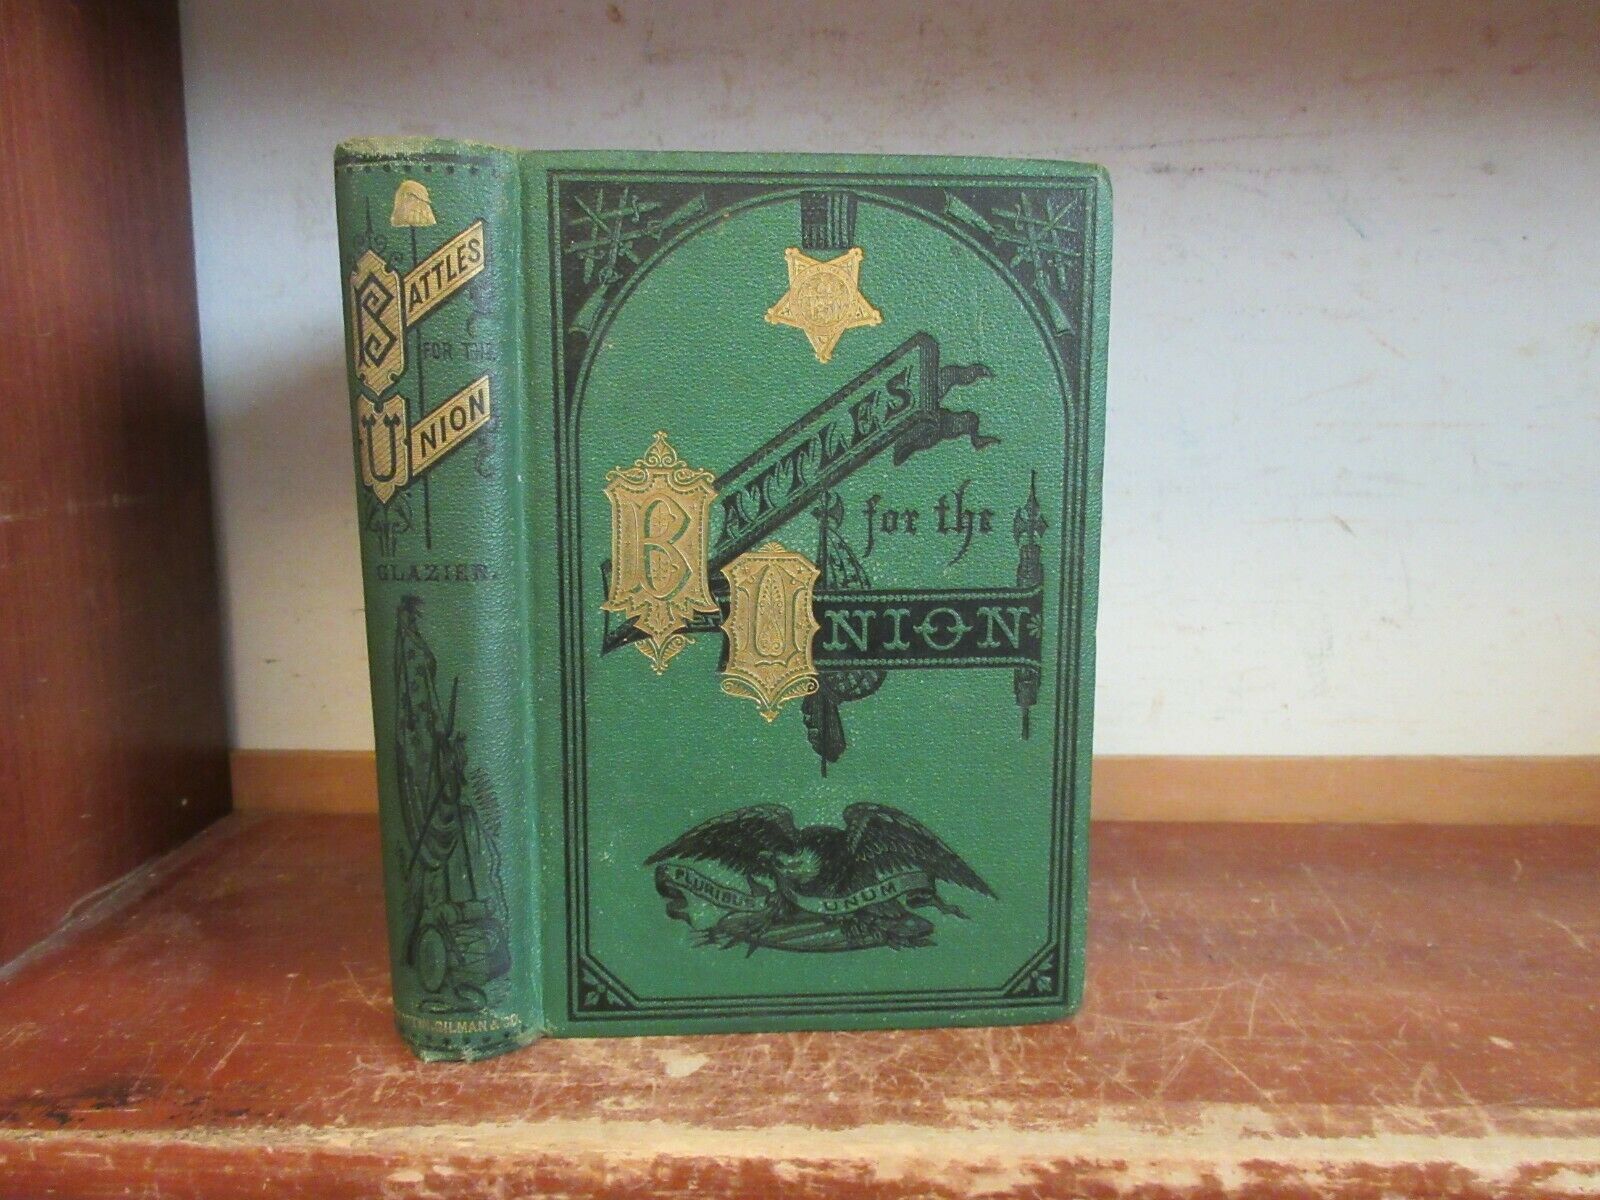 BATTLES
FOR THE
UNION
GLAZIER.
GILMAN & CO.
BATTLES
for the
UNION
PLURIBUS UNUM